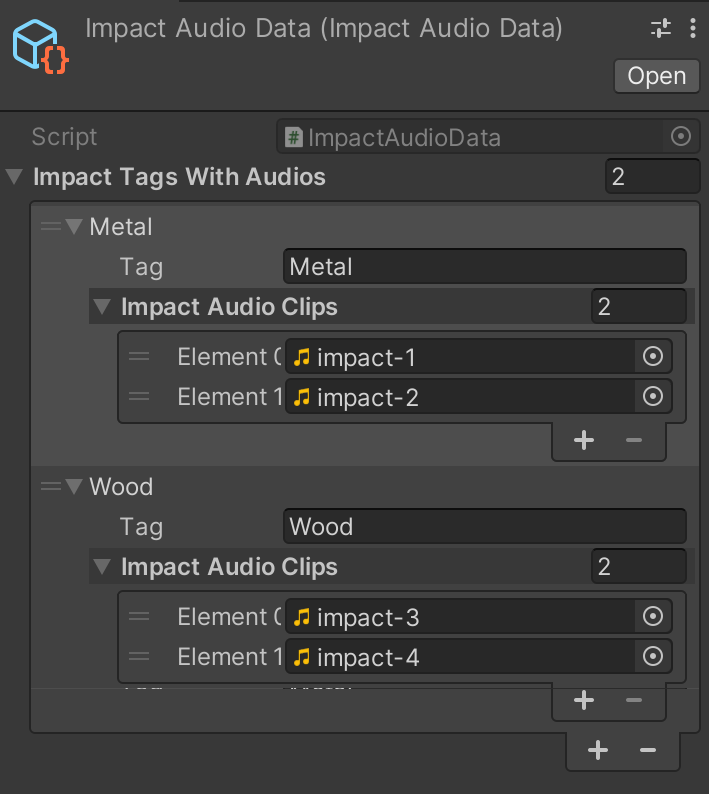 Impact Audio Data (Impact Audio Data)
Open
Script
#
ImpactAudioData
Impact Tags With Audios
2
Metal
Tag
Metal
Impact Audio Clips
2
Element 0
impact-1
Element 1
impact-2
+ −
Wood
Tag
Wood
Impact Audio Clips
2
Element 0
impact-3
Element 1
impact-4
+ −
+ −